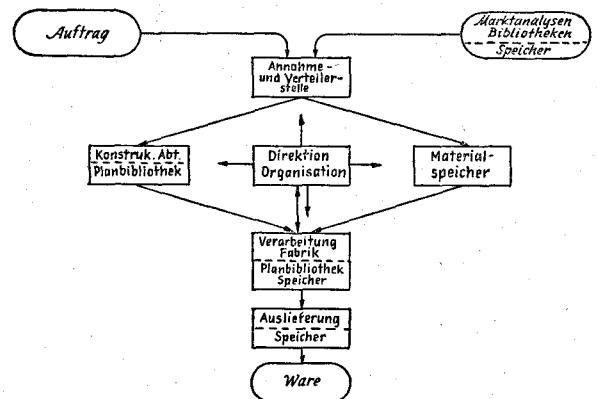 Auftrag
Marktanalysen
Bibliotheken
Speicher
Annahme-
und Verteiler-
stelle
Konstruk. Abt.
Planbibliothek
Direktion
Organisation
Material-
speicher
Verarbeitung
Fabrik
Planbibliothek
Speicher
Auslieferung
Speicher
Ware